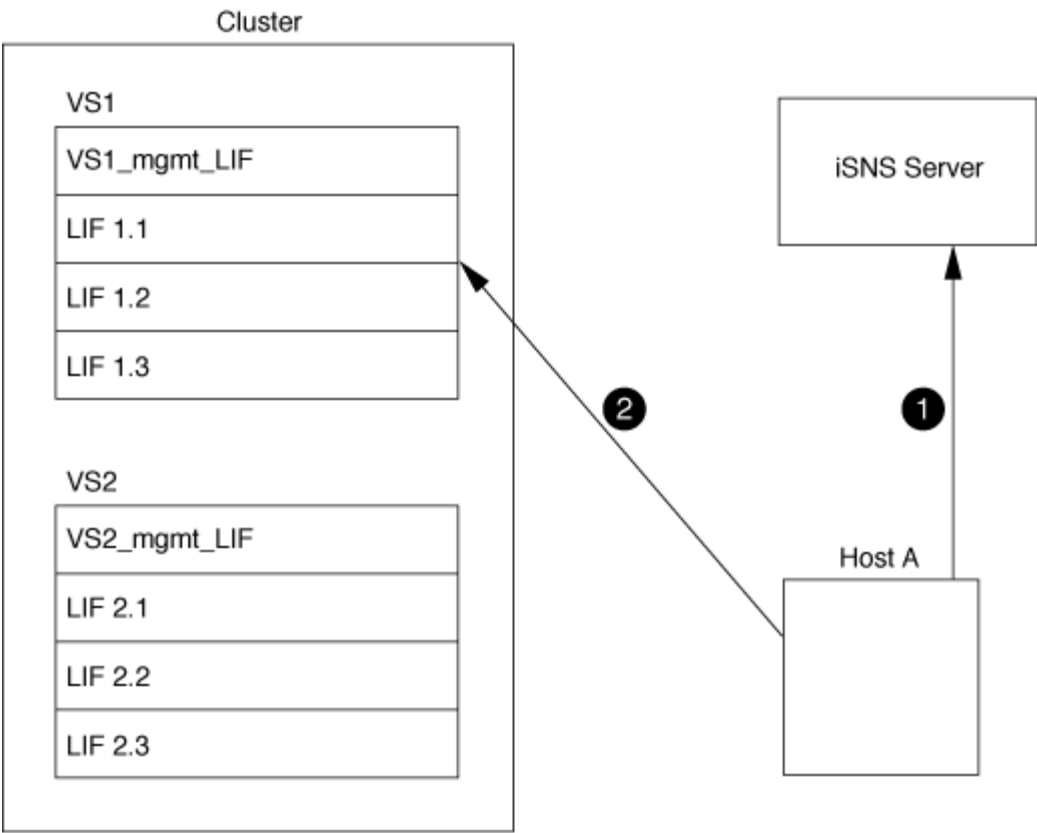 Cluster
VS1
VS1_mgmt_LIF
LIF 1.1
LIF 1.2
LIF 1.3
VS2
VS2_mgmt_LIF
LIF 2.1
LIF 2.2
LIF 2.3
iSNS Server
2
1
Host A